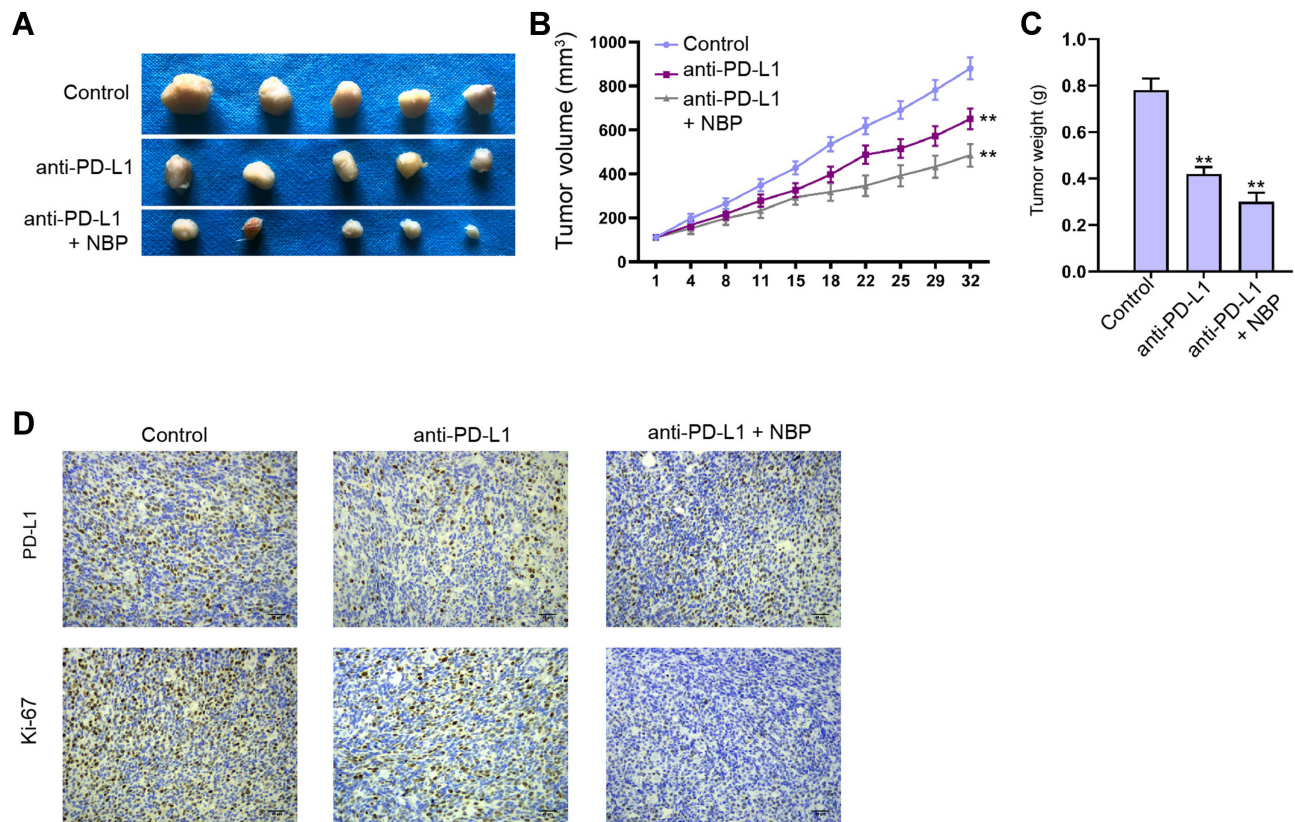 A
Control
anti-PD-L1
anti-PD-L1
+ NBP
B
Tumor volume (mm³)
1000
800
600
400
200
0
Control
anti-PD-L1
anti-PD-L1
+ NBP
**
**
1 4 8 11 15 18 22 25 29 32
C
Tumor weight (g)
1.0
0.8
0.6
0.4
0.2
0.0
**
**
Control
anti-PD-L1
anti-PD-L1
+ NBP
D
Control anti-PD-L1 anti-PD-L1 + NBP
PD-L1
Ki-67